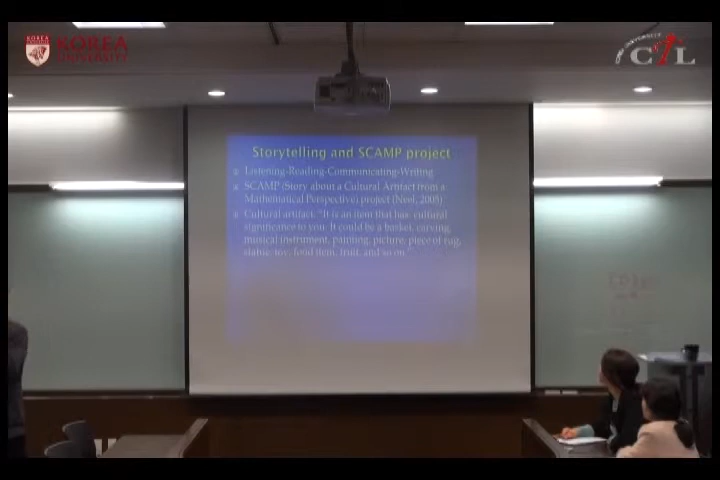 KOREA
UNIVERSITY
CTL
Storytelling and SCAMP project
Listening-Reading-Communicating-Writing
SCAMP (Story about a Cultural Artifact from a
Mathematical Perspective) project (Neel, 2005)
Cultural artifact: "It is an item that has cultural
significance to you. It could be a basket, carving,
musical instrument, painting, picture, piece of rug,
fabric, toy, food item, fruit, and so on."